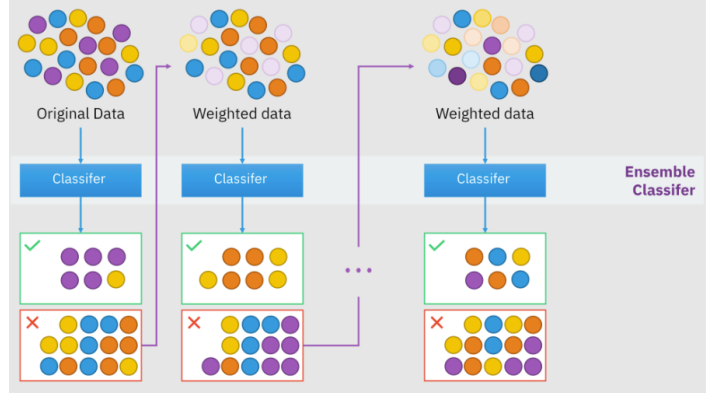 Original Data
Weighted data
Weighted data
Classifer
Classifer
Classifer
Ensemble
Classifer
...